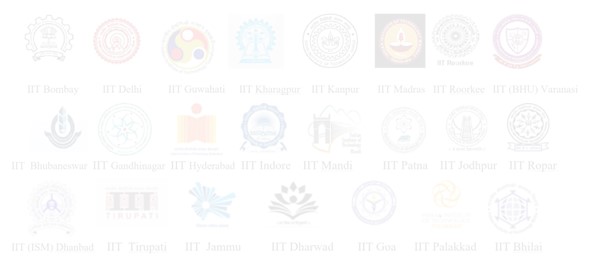 IIT Bombay IIT Delhi IIT Guwahati IIT Kharagpur IIT Kanpur IIT Madras IIT Roorkee IIT (BHU) Varanasi
IIT Bhubaneswar IIT Gandhinagar IIT Hyderabad IIT Indore IIT Mandi IIT Patna IIT Jodhpur IIT Ropar
IIT
TIRUPATI
IIT (ISM) Dhanbad IIT Tirupati IIT Jammu IIT Dharwad IIT Goa IIT Palakkad IIT Bhilai